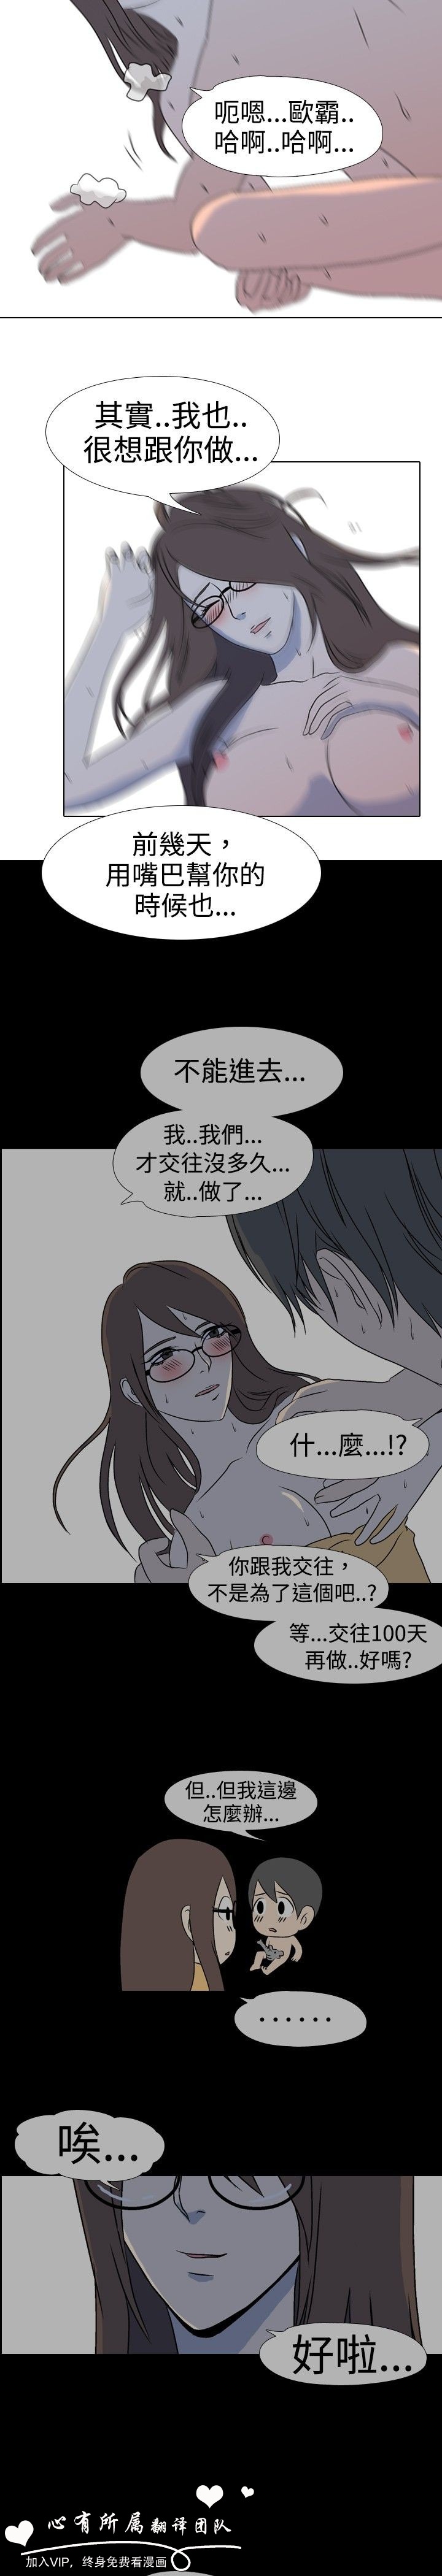 呃嗯...歐霸..
哈啊..哈啊...
其實..我也..
很想跟你做...
前幾天，
用嘴巴幫你的
時候也...
不能進去...
我..我們...
才交往沒多久...
就..做了...
什...麼...!?
你跟我交往，
不是為了這個吧..?
等...交往100天
再做..好嗎?
但..但我這邊
怎麼辦...
......
唉...
好啦...
心有所属翻译团队
加入VIP，终身免费看漫画